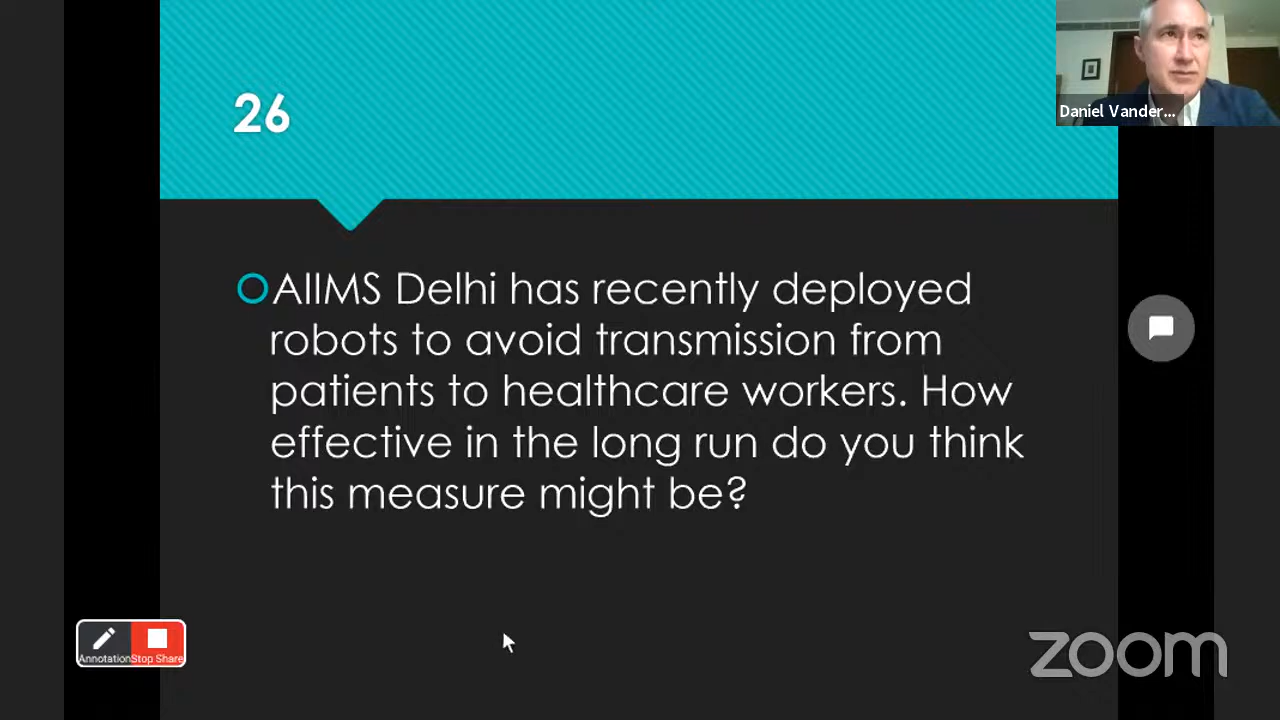 26
Daniel Vander...
AIIMS Delhi has recently deployed
robots to avoid transmission from
patients to healthcare workers. How
effective in the long run do you think
this measure might be?
Annotation Stop Share
zoom